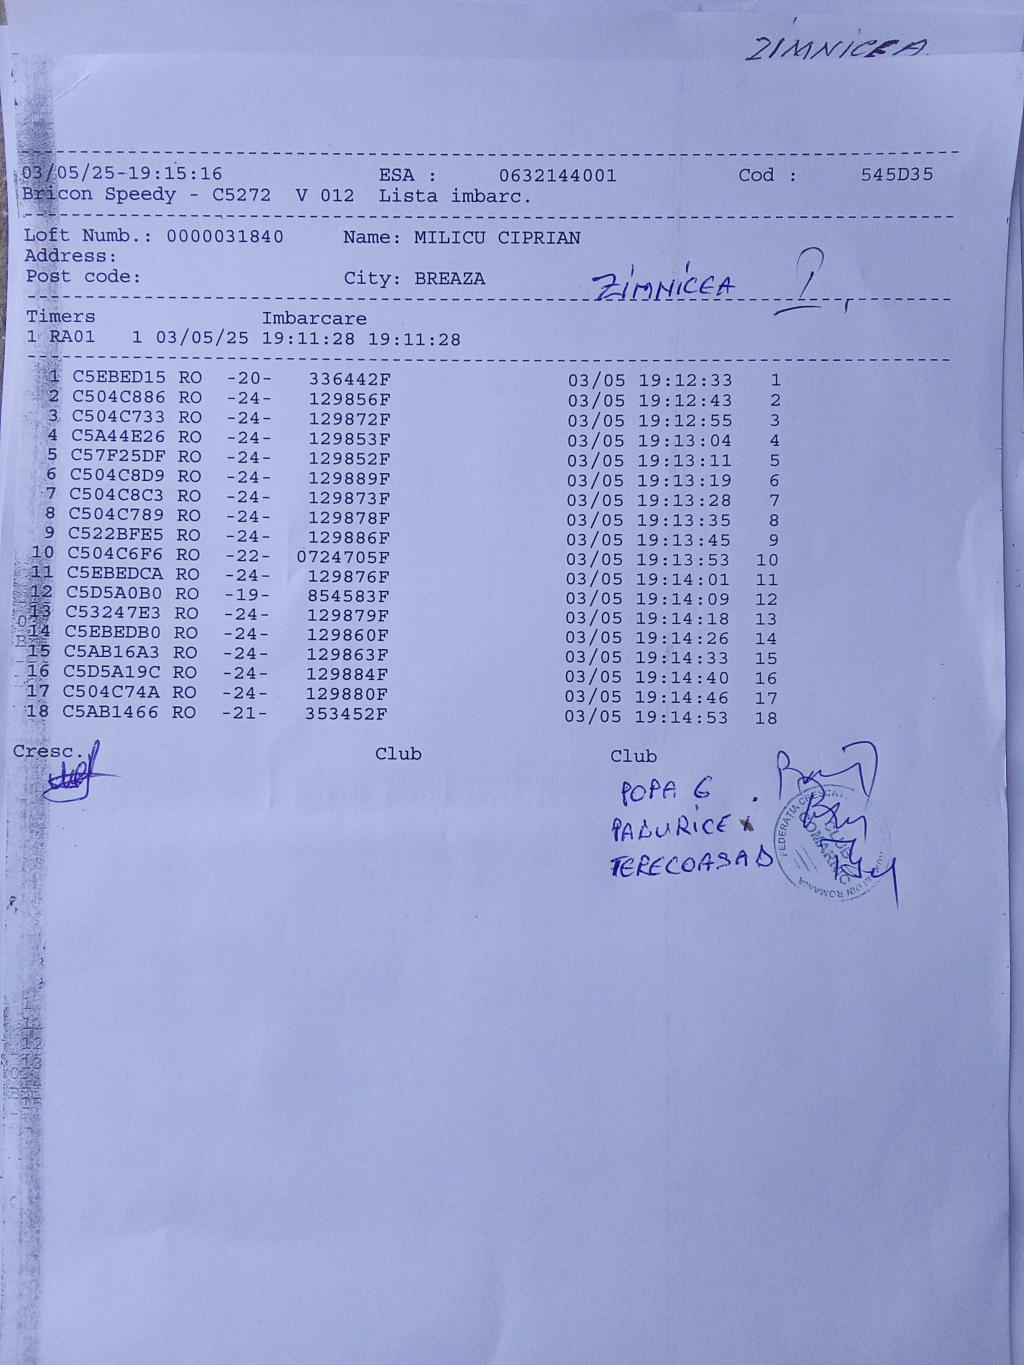 ZIMNICEA
03/05/25-19:15:16 ESA : 0632144001 Cod : 545D35
Bricon Speedy - C5272 V 012 Lista imbarc.
Loft Numb.: 0000031840 Name: MILICU CIPRIAN
Address:
Post code: City: BREAZA ZIMNICEA
Timers Imbarcare
1 RA01 1 03/05/25 19:11:28 19:11:28
1 C5EBED15 RO -20- 336442F 03/05 19:12:33 1
2 C504C886 RO -24- 129856F 03/05 19:12:43 2
3 C504C733 RO -24- 129872F 03/05 19:12:55 3
4 C5A44E26 RO -24- 129853F 03/05 19:13:04 4
5 C57F25DF RO -24- 129852F 03/05 19:13:11 5
6 C504C8D9 RO -24- 129889F 03/05 19:13:19 6
7 C504C8C3 RO -24- 129873F 03/05 19:13:28 7
8 C504C789 RO -24- 129878F 03/05 19:13:35 8
9 C522BFE5 RO -24- 129886F 03/05 19:13:45 9
10 C504C6F6 RO -22- 0724705F 03/05 19:13:53 10
11 C5EBEDCA RO -24- 129876F 03/05 19:14:01 11
12 C5D5A0B0 RO -19- 854583F 03/05 19:14:09 12
13 C53247E3 RO -24- 129879F 03/05 19:14:18 13
14 C5EBEDB0 RO -24- 129860F 03/05 19:14:26 14
15 C5AB16A3 RO -24- 129863F 03/05 19:14:33 15
16 C5D5A19C RO -24- 129884F 03/05 19:14:40 16
17 C504C74A RO -24- 129880F 03/05 19:14:46 17
18 C5AB1466 RO -21- 353452F 03/05 19:14:53 18
Cresc. Club Club
POPA G
PADURICE
TERECOASA D
FEDERATIA CRESCAT
CLUB
COMARNIC
DIN ROMANIA